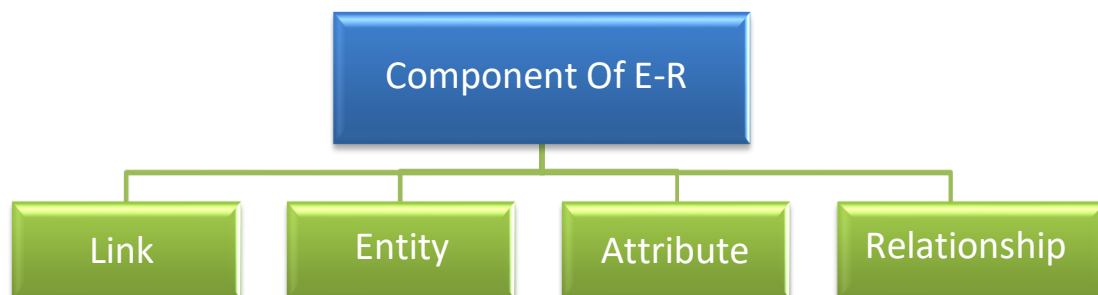 Component Of E-R
Link
Entity
Attribute
Relationship